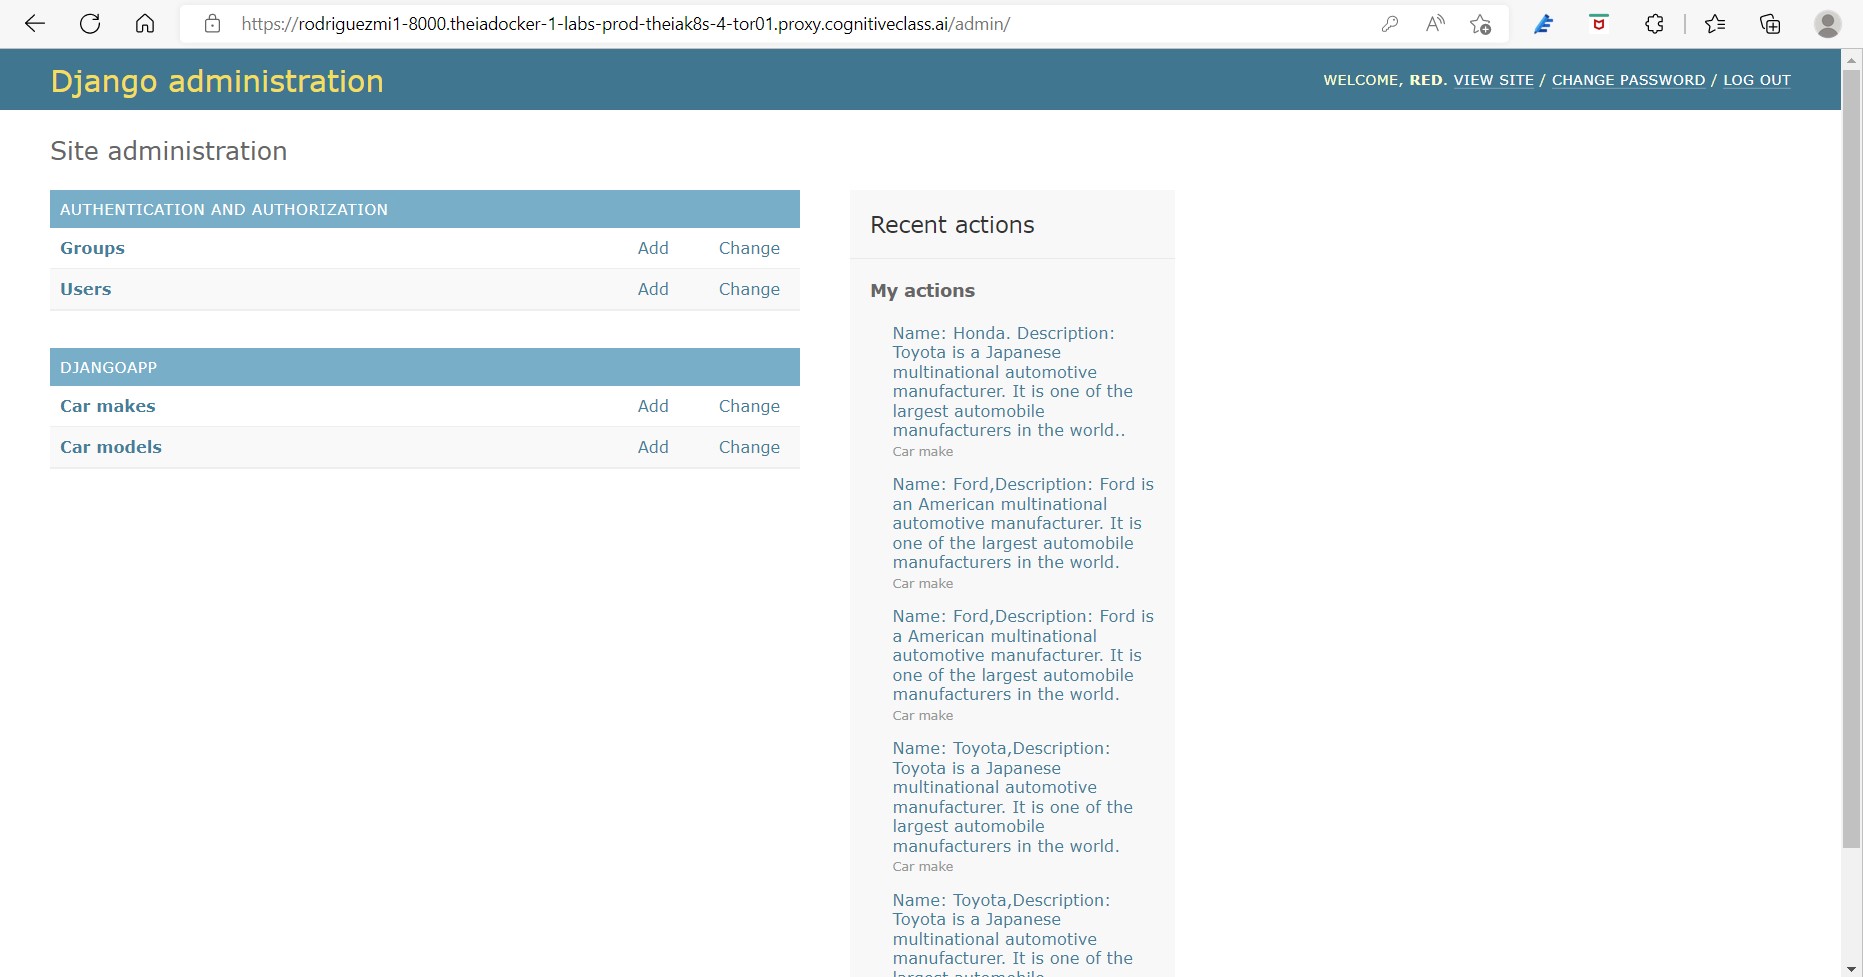 https://rodriguezmi1-8000.theiadocker-1-labs-prod-theiak8s-4-tor01.proxy.cognitiveclass.ai/admin/
Django administration
WELCOME, RED. VIEW SITE / CHANGE PASSWORD / LOG OUT
Site administration
AUTHENTICATION AND AUTHORIZATION
Groups Add Change
Users Add Change
DJANGOAPP
Car makes Add Change
Car models Add Change
Recent actions
My actions
Name: Honda. Description:
Toyota is a Japanese
multinational automotive
manufacturer. It is one of the
largest automobile
manufacturers in the world..
Car make
Name: Ford,Description: Ford is
an American multinational
automotive manufacturer. It is
one of the largest automobile
manufacturers in the world.
Car make
Name: Ford,Description: Ford is
a American multinational
automotive manufacturer. It is
one of the largest automobile
manufacturers in the world.
Car make
Name: Toyota,Description:
Toyota is a Japanese
multinational automotive
manufacturer. It is one of the
largest automobile
manufacturers in the world.
Car make
Name: Toyota,Description:
Toyota is a Japanese
multinational automotive
manufacturer. It is one of the
largest automobile